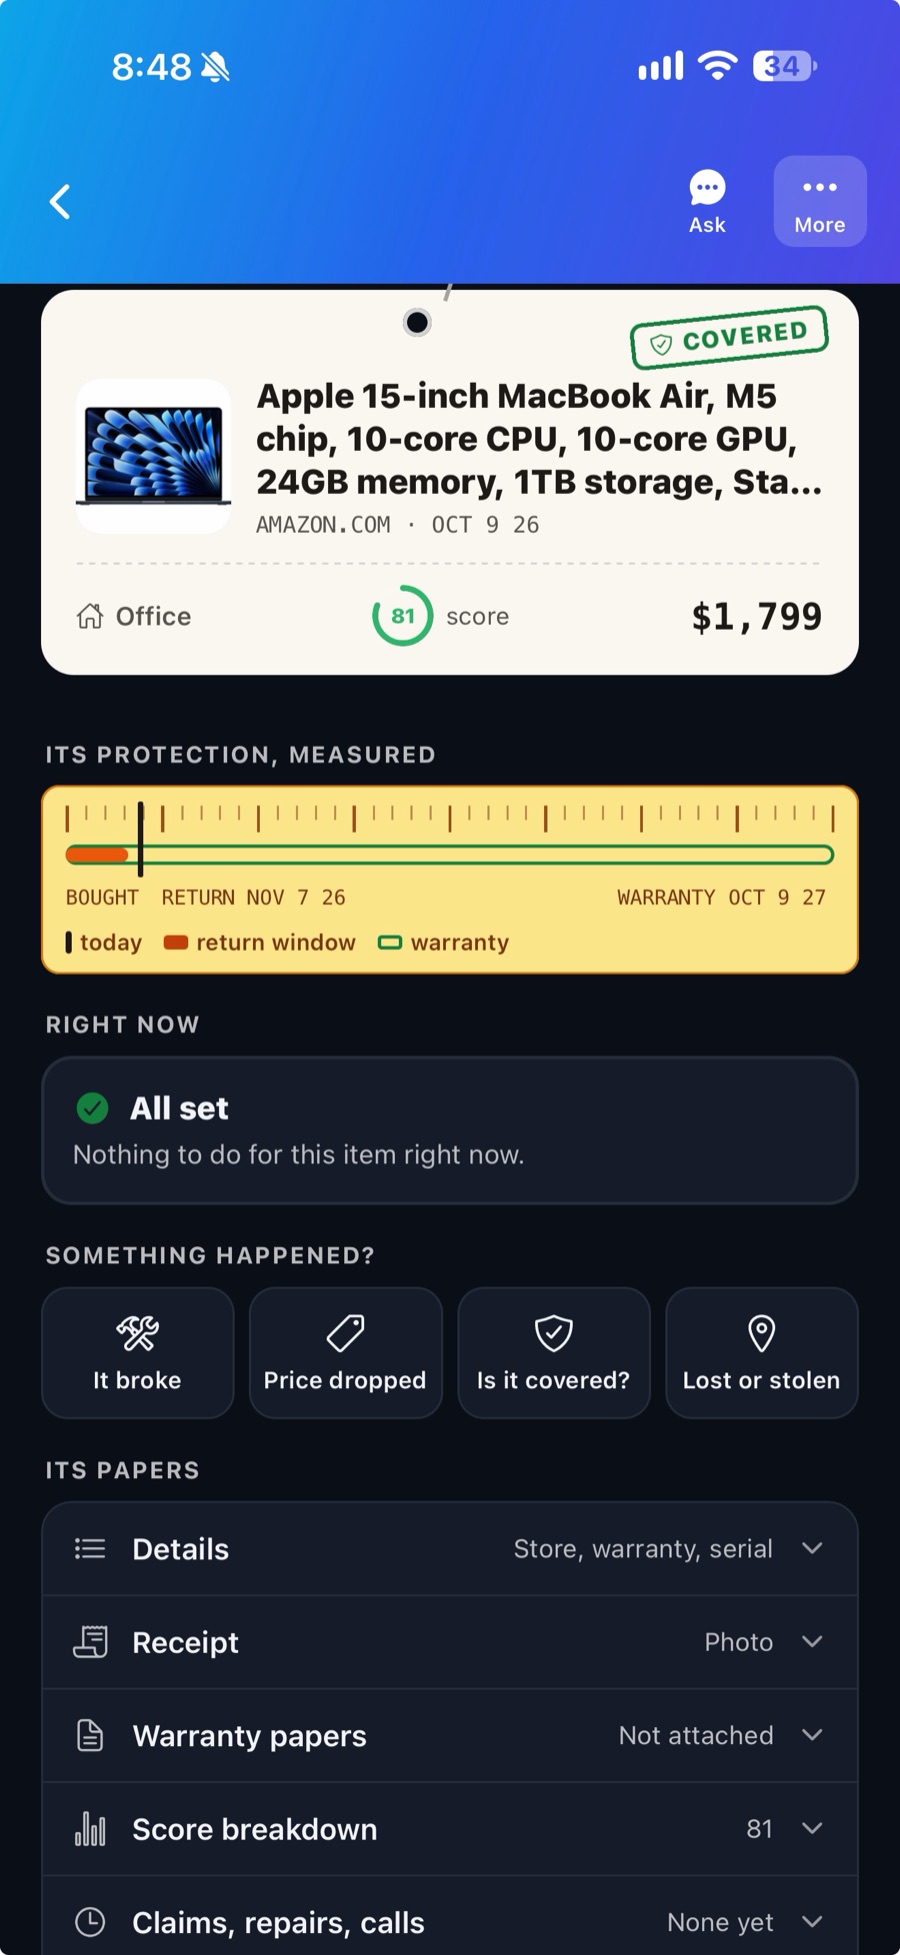 8:48
34
Ask
More
COVERED
Apple 15-inch MacBook Air, M5
chip, 10-core CPU, 10-core GPU,
24GB memory, 1TB storage, Sta...
AMAZON.COM · OCT 9 26
Office
81
score
$1,799
ITS PROTECTION, MEASURED
BOUGHT RETURN NOV 7 26
WARRANTY OCT 9 27
today
return window
warranty
RIGHT NOW
All set
Nothing to do for this item right now.
SOMETHING HAPPENED?
It broke
Price dropped
Is it covered?
Lost or stolen
ITS PAPERS
Details
Store, warranty, serial
Receipt
Photo
Warranty papers
Not attached
Score breakdown
81
Claims, repairs, calls
None yet